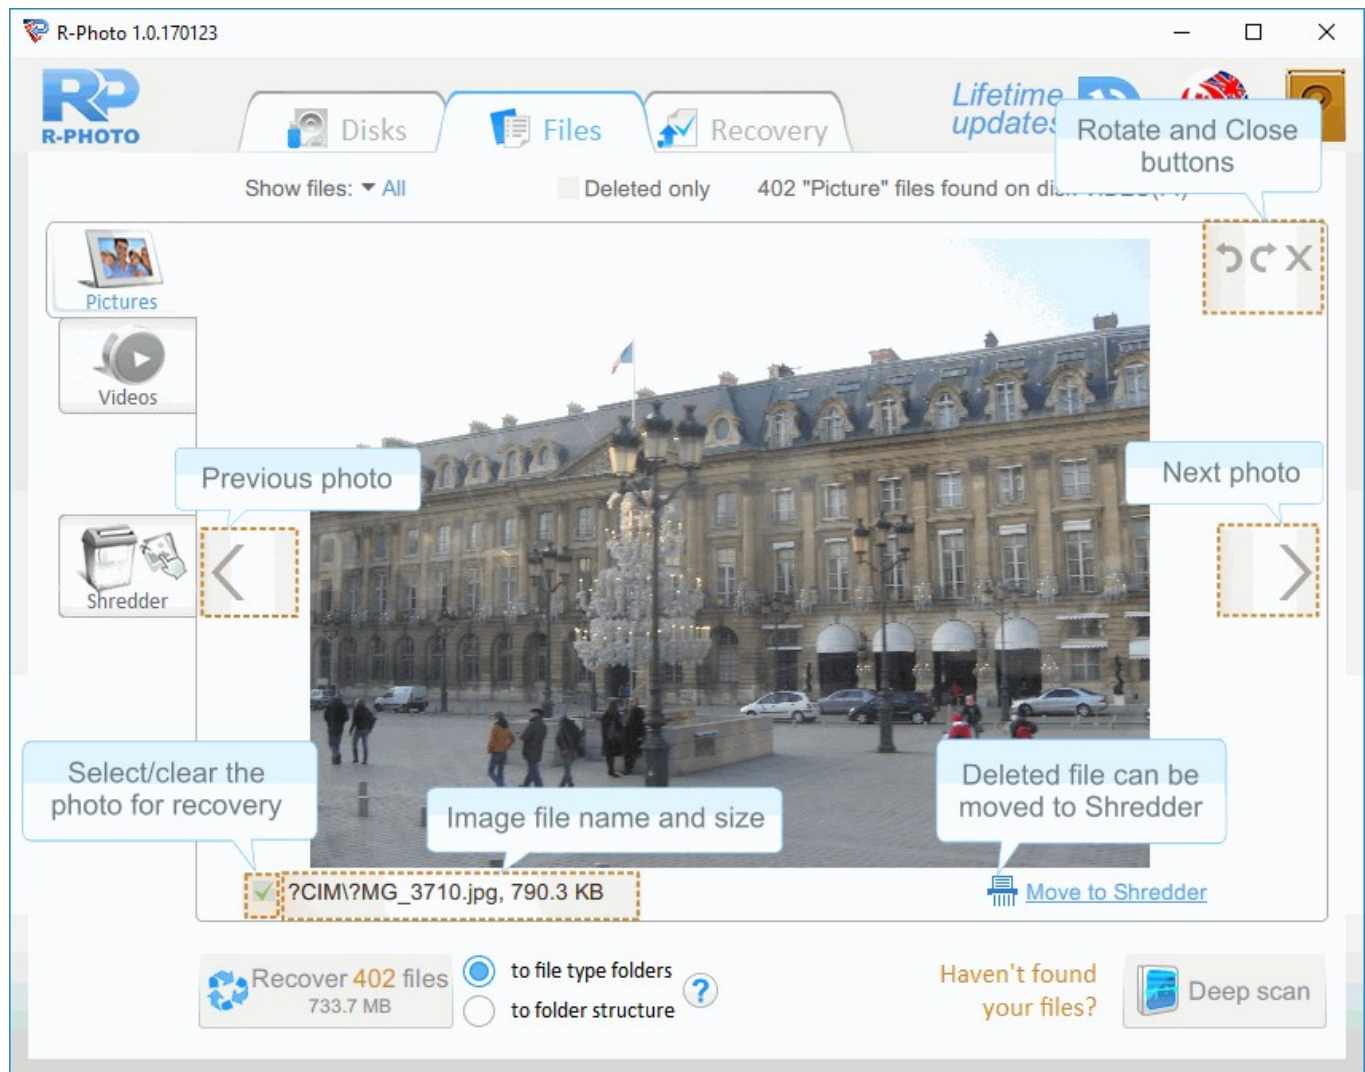 R-Photo 1.0.170123
R-PHOTO
Disks
Files
Recovery
Lifetime
updates
Rotate and Close
buttons
Show files: All
Deleted only
402 "Picture" files found on disk
Pictures
Videos
Previous photo
Next photo
Shredder
Select/clear the
photo for recovery
Image file name and size
Deleted file can be
moved to Shredder
?CIM\?MG_3710.jpg, 790.3 KB
Move to Shredder
Recover 402 files
733.7 MB
to file type folders
to folder structure
?
Haven't found
your files?
Deep scan